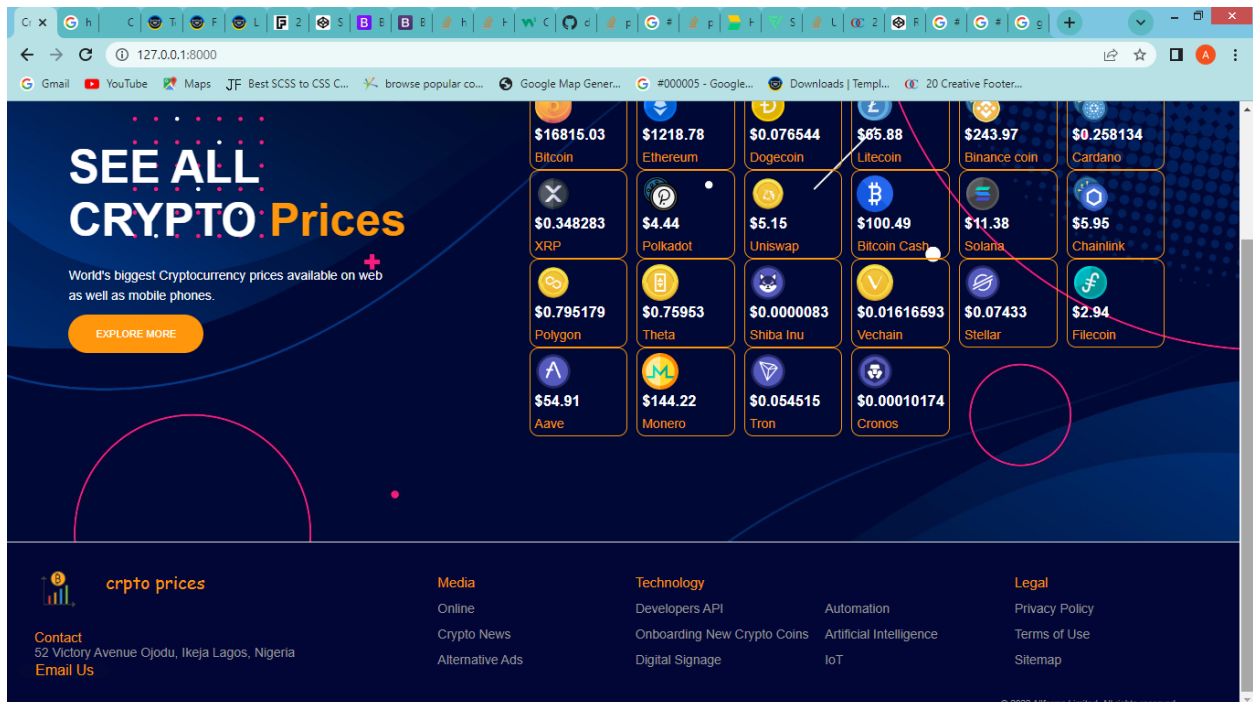 127.0.0.1:8000
Gmail YouTube Maps JF Best SCSS to CSS C... browse popular co... Google Map Gener... #000005 - Google... Downloads | Templ... 20 Creative Footer...
SEE ALL
CRYPTO Prices
World's biggest Cryptocurrency prices available on web
as well as mobile phones.
EXPLORE MORE
$16815.03 $1218.78 $0.076544 $65.88 $243.97 $0.258134
Bitcoin Ethereum Dogecoin Litecoin Binance coin Cardano
$0.348283 $4.44 $5.15 $100.49 $11.38 $5.95
XRP Polkadot Uniswap Bitcoin Cash Solana Chainlink
$0.795179 $0.75953 $0.0000083 $0.01616593 $0.07433 $2.94
Polygon Theta Shiba Inu Vechain Stellar Filecoin
$54.91 $144.22 $0.054515 $0.00010174
Aave Monero Tron Cronos
crpto prices
Contact
52 Victory Avenue Ojodu, Ikeja Lagos, Nigeria
Email Us
Media
Online
Crypto News
Alternative Ads
Technology
Developers API
Onboarding New Crypto Coins
Digital Signage
Automation
Artificial Intelligence
IoT
Legal
Privacy Policy
Terms of Use
Sitemap